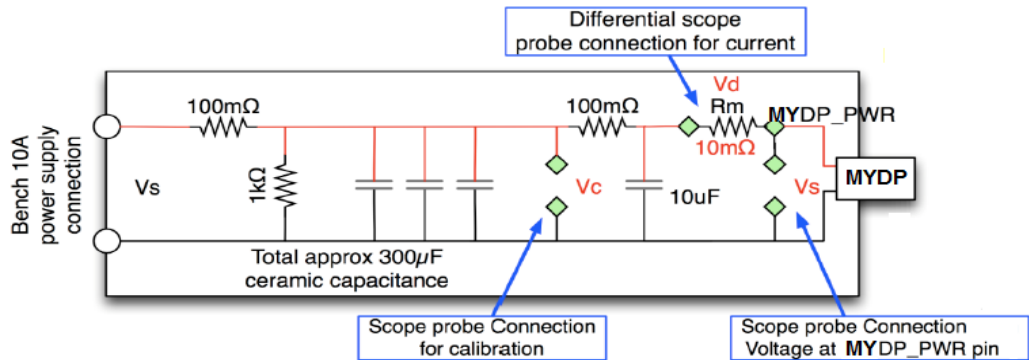 Differential scope
probe connection for current
Bench 10A
power supply
connection
100mΩ
100mΩ
Vd
Rm
MYDP_PWR
10mΩ
Vs
1kΩ
Vc
10uF
Vs
MYDP
Total approx 300µF
ceramic capacitance
Scope probe Connection
for calibration
Scope probe Connection
Voltage at MYDP_PWR pin